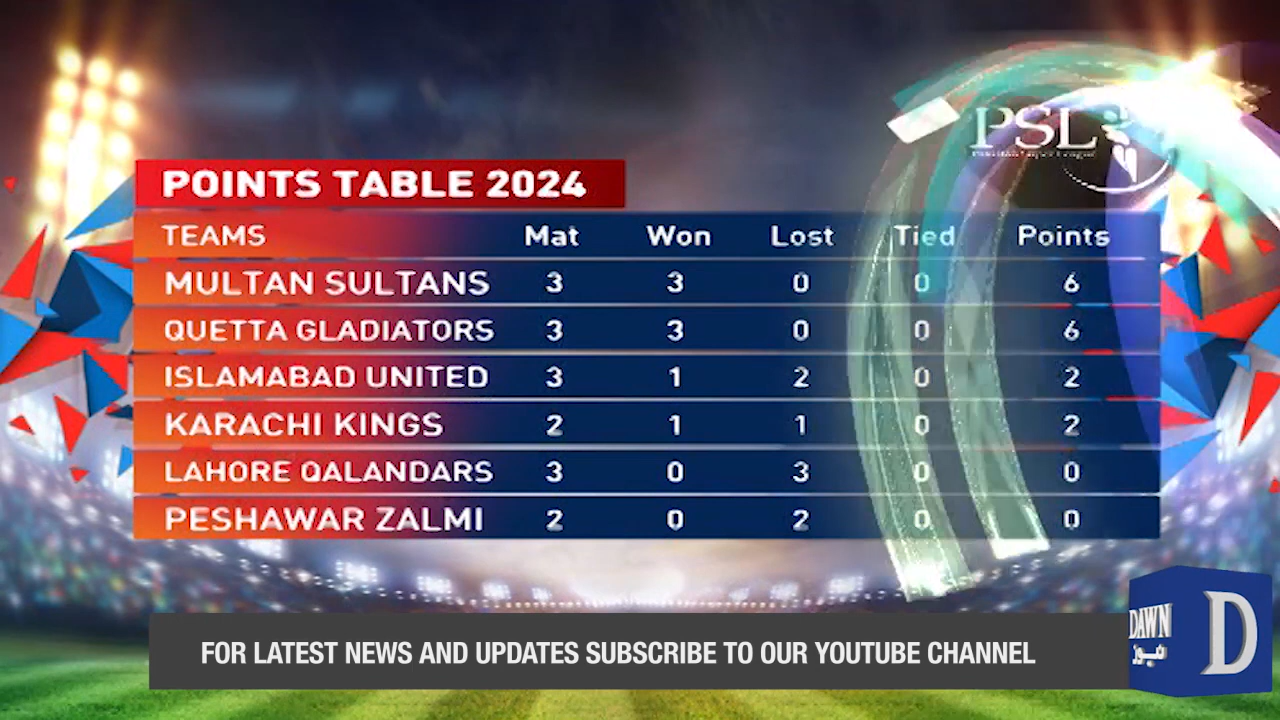 PSL
POINTS TABLE 2024
TEAMS Mat Won Lost Tied Points
MULTAN SULTANS 3 3 0 0 6
QUETTA GLADIATORS 3 3 0 0 6
ISLAMABAD UNITED 3 1 2 0 2
KARACHI KINGS 2 1 1 0 2
LAHORE QALANDARS 3 0 3 0 0
PESHAWAR ZALMI 2 0 2 0 0
FOR LATEST NEWS AND UPDATES SUBSCRIBE TO OUR YOUTUBE CHANNEL
DAWN D
نیوز